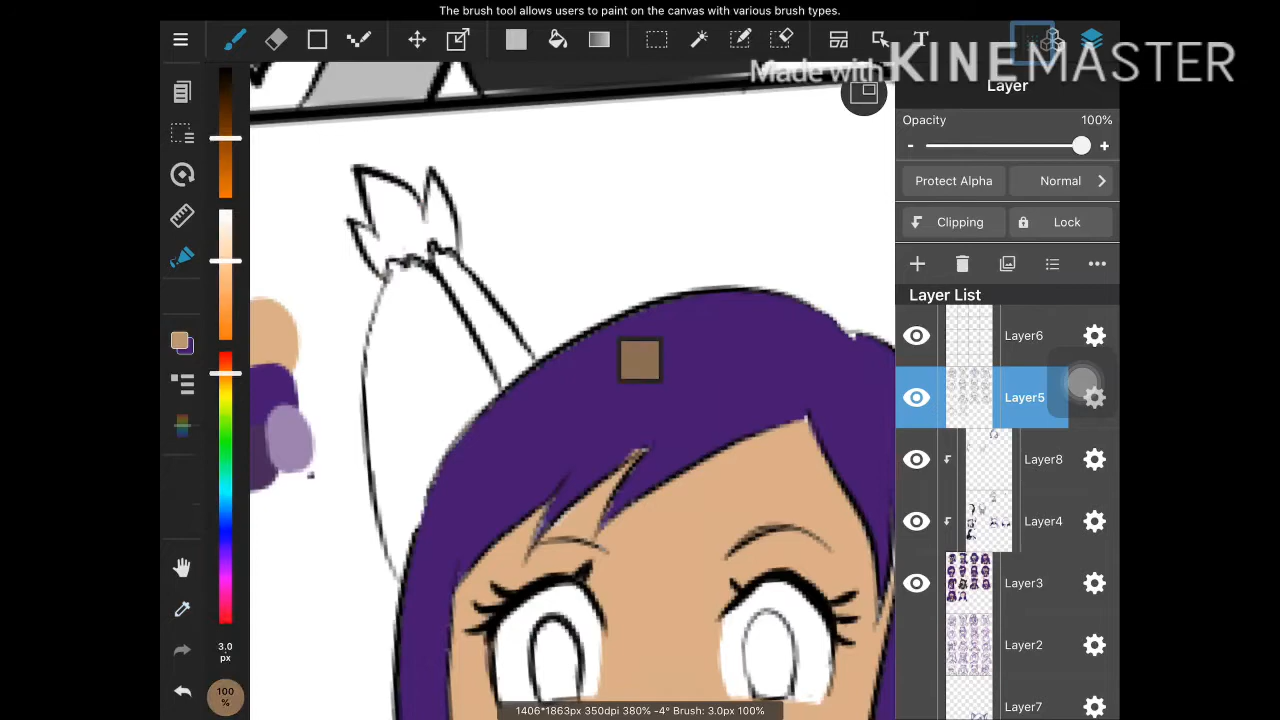 The brush tool allows users to paint on the canvas with various brush types.
T
Made with KINEMASTER
Layer
Opacity 100%
- +
Protect Alpha Normal
Clipping Lock
Layer List
Layer6
Layer5
Layer8
Layer4
Layer3
Layer2
Layer7
3.0
px
100
%
1406*1863px 350dpi 380% -4° Brush: 3.0px 100%